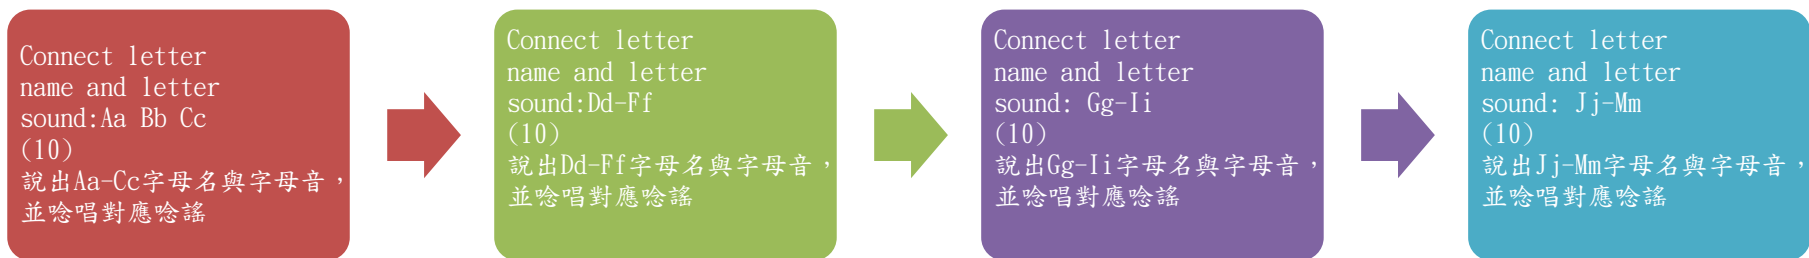 Connect letter
name and letter
sound:Aa Bb Cc
(10)
說出Aa-Cc字母名與字母音，
並唸唱對應唸謠
Connect letter
name and letter
sound:Dd-Ff
(10)
說出Dd-Ff字母名與字母音，
並唸唱對應唸謠
Connect letter
name and letter
sound: Gg-Ii
(10)
說出Gg-Ii字母名與字母音，
並唸唱對應唸謠
Connect letter
name and letter
sound: Jj-Mm
(10)
說出Jj-Mm字母名與字母音，
並唸唱對應唸謠